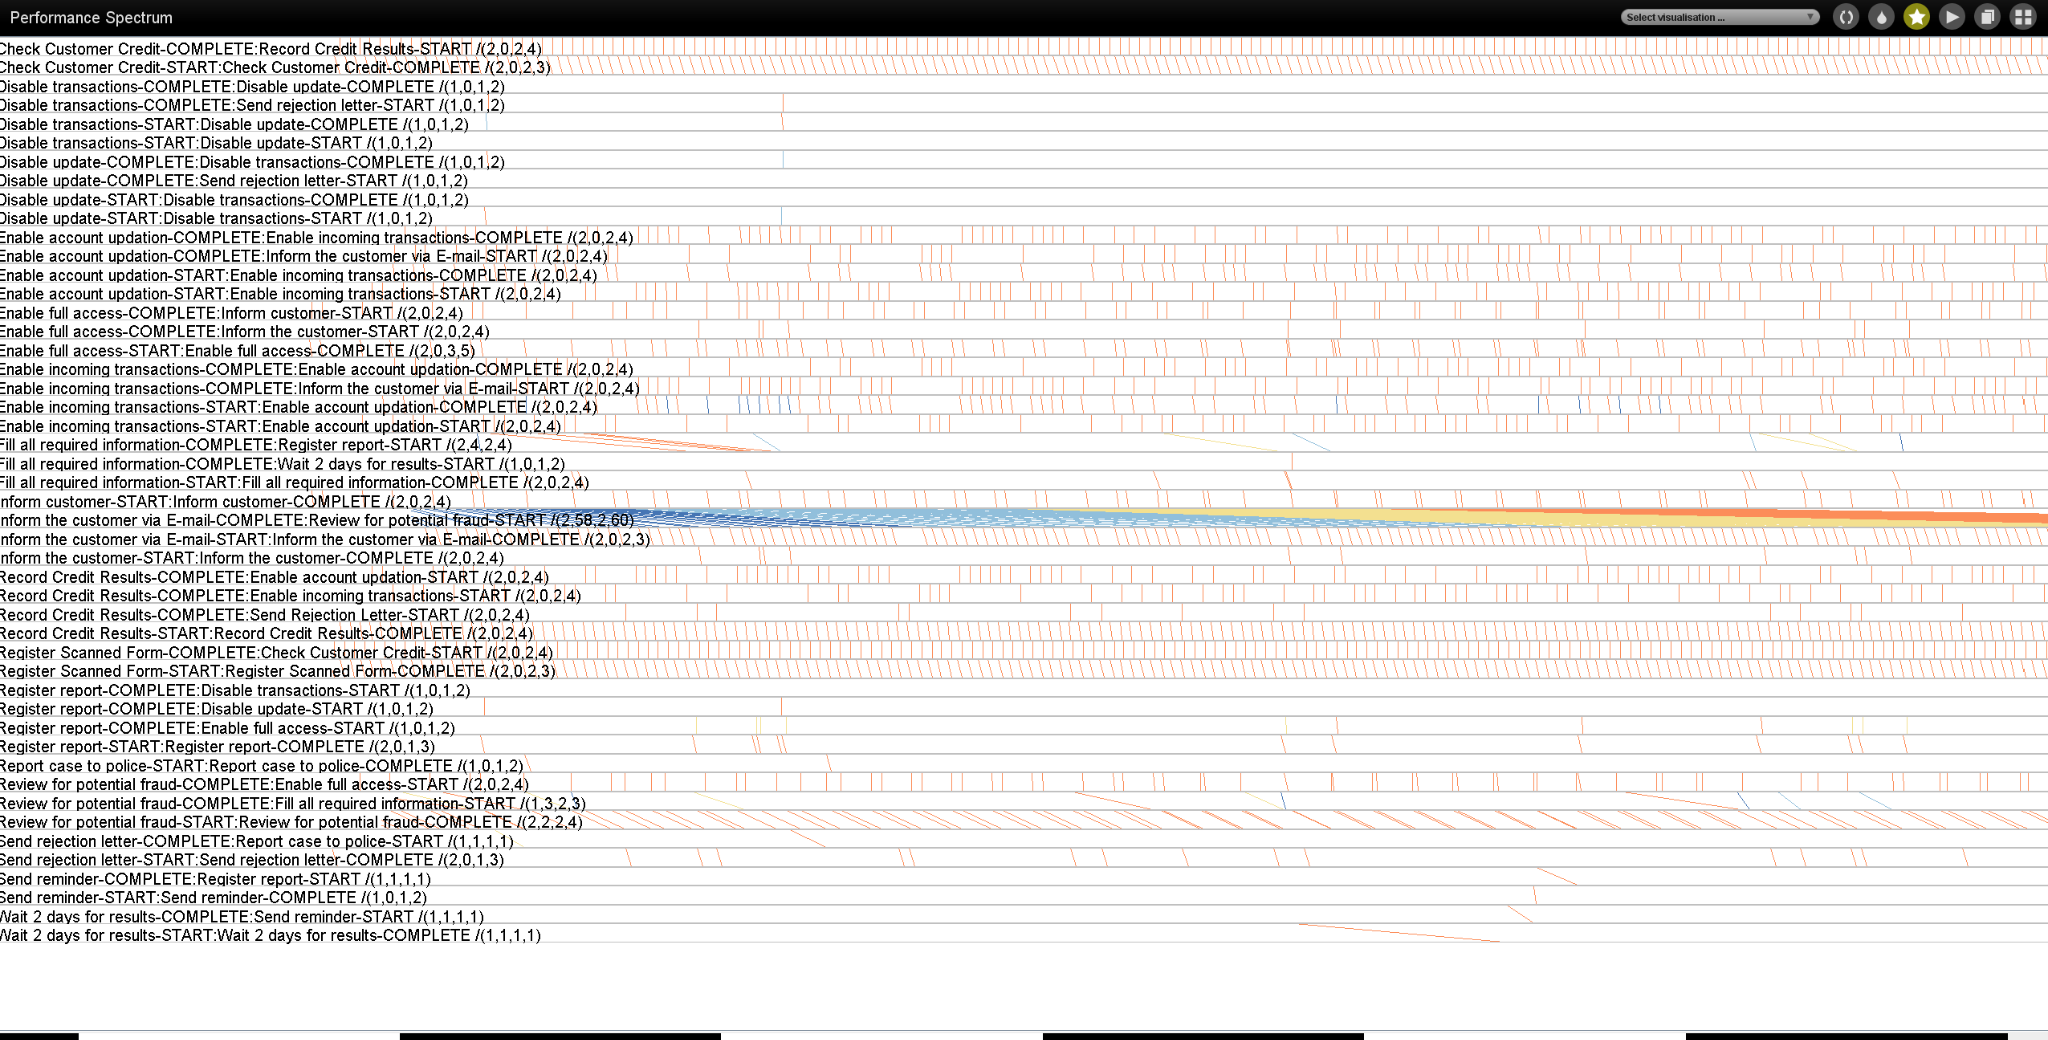 Performance Spectrum
Select visualisation ...
Check Customer Credit-COMPLETE:Record Credit Results-START /(2,0,2,4)
Check Customer Credit-START:Check Customer Credit-COMPLETE /(2,0,2,3)
Disable transactions-COMPLETE:Disable update-COMPLETE /(1,0,1,2)
Disable transactions-COMPLETE:Send rejection letter-START /(1,0,1,2)
Disable transactions-START:Disable update-COMPLETE /(1,0,1,2)
Disable transactions-START:Disable update-START /(1,0,1,2)
Disable update-COMPLETE:Disable transactions-COMPLETE /(1,0,1,2)
Disable update-COMPLETE:Send rejection letter-START /(1,0,1,2)
Disable update-START:Disable transactions-COMPLETE /(1,0,1,2)
Disable update-START:Disable transactions-START /(1,0,1,2)
Enable account updation-COMPLETE:Enable incoming transactions-COMPLETE /(2,0,2,4)
Enable account updation-COMPLETE:Inform the customer via E-mail-START /(2,0,2,4)
Enable account updation-START:Enable incoming transactions-COMPLETE /(2,0,2,4)
Enable account updation-START:Enable incoming transactions-START /(2,0,2,4)
Enable full access-COMPLETE:Inform customer-START /(2,0,2,4)
Enable full access-COMPLETE:Inform the customer-START /(2,0,2,4)
Enable full access-START:Enable full access-COMPLETE /(2,0,3,5)
Enable incoming transactions-COMPLETE:Enable account updation-COMPLETE /(2,0,2,4)
Enable incoming transactions-COMPLETE:Inform the customer via E-mail-START /(2,0,2,4)
Enable incoming transactions-START:Enable account updation-COMPLETE /(2,0,2,4)
Enable incoming transactions-START:Enable account updation-START /(2,0,2,4)
Fill all required information-COMPLETE:Register report-START /(2,4,2,4)
Fill all required information-COMPLETE:Wait 2 days for results-START /(1,0,1,2)
Fill all required information-START:Fill all required information-COMPLETE /(2,0,2,4)
nform customer-START:Inform customer-COMPLETE /(2,0,2,4)
nform the customer via E-mail-COMPLETE:Review for potential fraud-START /(2,58,2,60)
nform the customer via E-mail-START:Inform the customer via E-mail-COMPLETE /(2,0,2,3)
nform the customer-START:Inform the customer-COMPLETE /(2,0,2,4)
Record Credit Results-COMPLETE:Enable account updation-START /(2,0,2,4)
Record Credit Results-COMPLETE:Enable incoming transactions-START /(2,0,2,4)
Record Credit Results-COMPLETE:Send Rejection Letter-START /(2,0,2,4)
Record Credit Results-START:Record Credit Results-COMPLETE /(2,0,2,4)
Register Scanned Form-COMPLETE:Check Customer Credit-START /(2,0,2,4)
Register Scanned Form-START:Register Scanned Form-COMPLETE /(2,0,2,3)
Register report-COMPLETE:Disable transactions-START /(1,0,1,2)
Register report-COMPLETE:Disable update-START /(1,0,1,2)
Register report-COMPLETE:Enable full access-START /(1,0,1,2)
Register report-START:Register report-COMPLETE /(2,0,1,3)
Report case to police-START:Report case to police-COMPLETE /(1,0,1,2)
Review for potential fraud-COMPLETE:Enable full access-START /(2,0,2,4)
Review for potential fraud-COMPLETE:Fill all required information-START /(1,3,2,3)
Review for potential fraud-START:Review for potential fraud-COMPLETE /(2,2,2,4)
Send rejection letter-COMPLETE:Report case to police-START /(1,1,1,1)
Send rejection letter-START:Send rejection letter-COMPLETE /(2,0,1,3)
Send reminder-COMPLETE:Register report-START /(1,1,1,1)
Send reminder-START:Send reminder-COMPLETE /(1,0,1,2)
Wait 2 days for results-COMPLETE:Send reminder-START /(1,1,1,1)
Wait 2 days for results-START:Wait 2 days for results-COMPLETE /(1,1,1,1)